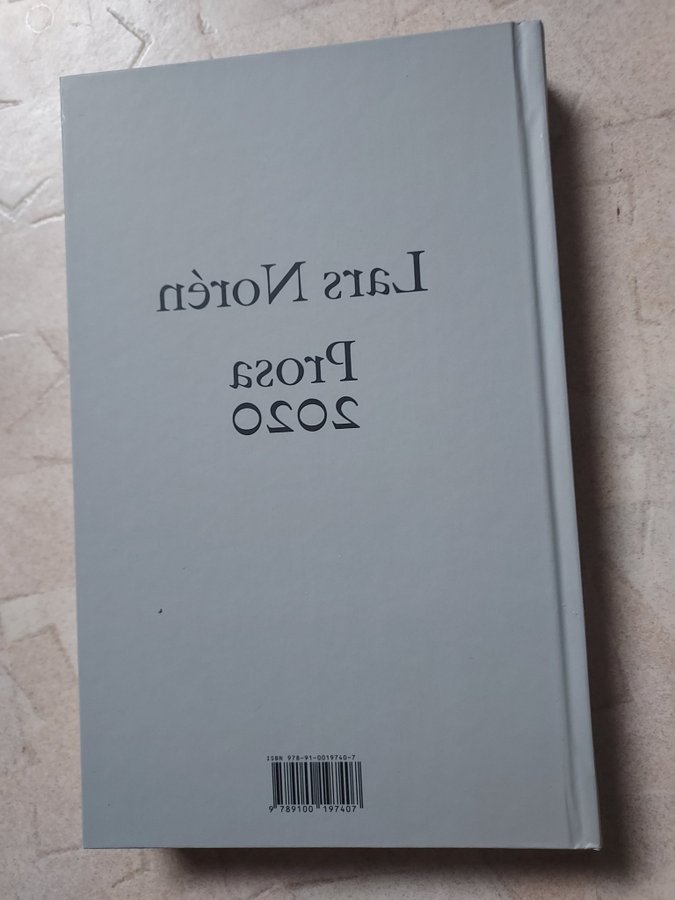 Lars Norén
Prosa
2020
ISBN 978-91-0019740-7
9 789100 197407